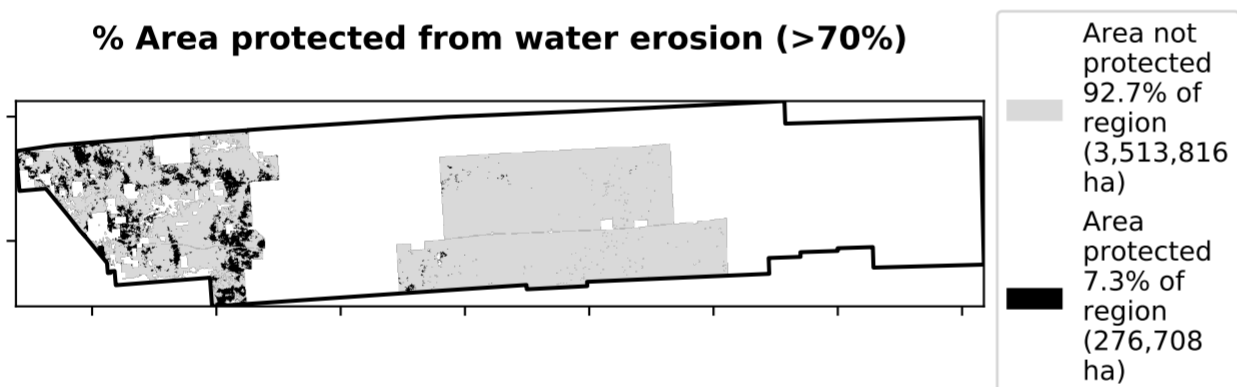 % Area protected from water erosion (>70%)
Area not
protected
92.7% of
region
(3,513,816
ha)
Area
protected
7.3% of
region
(276,708
ha)